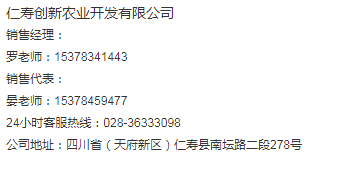 仁寿创新农业开发有限公司
销售经理：
罗老师：15378341443
销售代表：
晏老师：15378459477
24小时客服热线：028-36333098
公司地址：四川省（天府新区）仁寿县南坛路二段278号